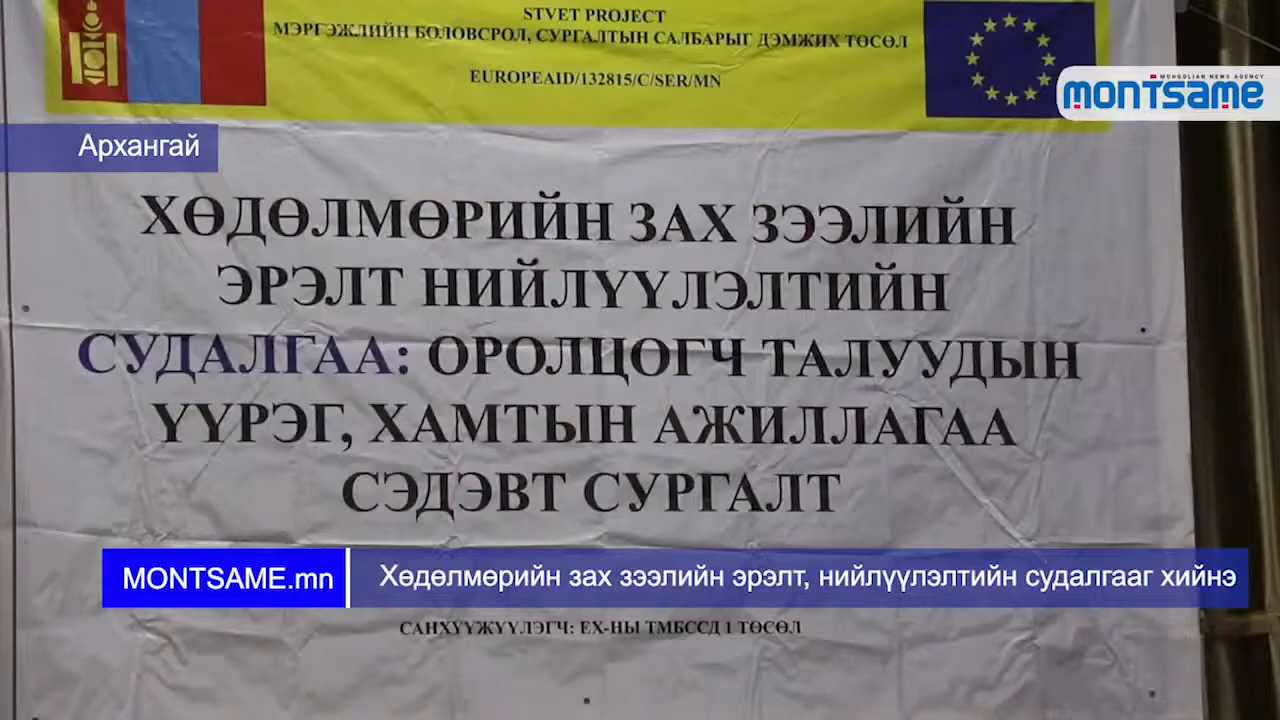 STVET PROJECT
МЭРГЭЖЛИЙН БОЛОВСРОЛ, СУРГАЛТЫН САЛБАРЫГ ДЭМЖИХ ТӨСӨЛ
EUROPEAID/132815/C/SER/MN
MONGOLIAN NEWS AGENCY
MONTSAME
Архангай
ХӨДӨЛМӨРИЙН ЗАХ ЗЭЭЛИЙН
ЭРЭЛТ НИЙЛҮҮЛЭЛТИЙН
СУДАЛГАА: ОРОЛЦОГЧ ТАЛУУДЫН
ҮҮРЭГ, ХАМТЫН АЖИЛЛАГАА
СЭДЭВТ СУРГАЛТ
MONTSAME.mn
Хөдөлмөрийн зах зээлийн эрэлт, нийлүүлэлтийн судалгааг хийнэ
САНХҮҮЖҮҮЛЭГЧ: ЕХ-НЫ ТМБССД 1 ТӨСӨЛ